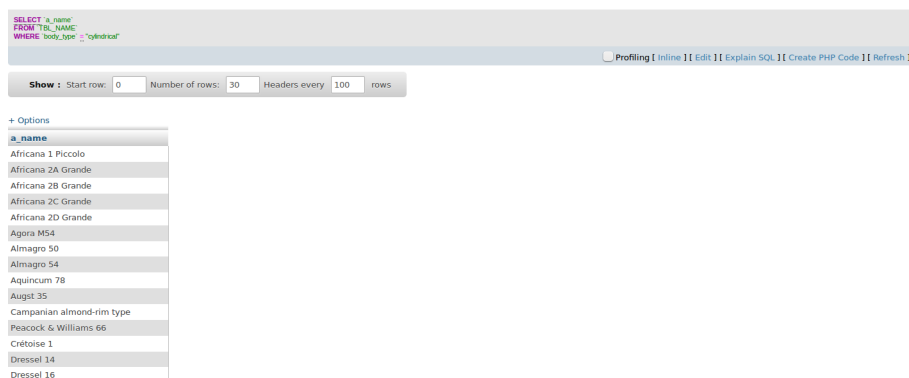 SELECT `a_name`
FROM `TBL_NAME`
WHERE `body_type` = "cylindrical"
Profiling [ Inline ] [ Edit ] [ Explain SQL ] [ Create PHP Code ] [ Refresh ]
Show : Start row: 0 Number of rows: 30 Headers every 100 rows
+ Options
a_name
Africana 1 Piccolo
Africana 2A Grande
Africana 2B Grande
Africana 2C Grande
Africana 2D Grande
Agora M54
Almagro 50
Almagro 54
Aquincum 78
Augst 35
Campanian almond-rim type
Peacock & Williams 66
Crétoise 1
Dressel 14
Dressel 16